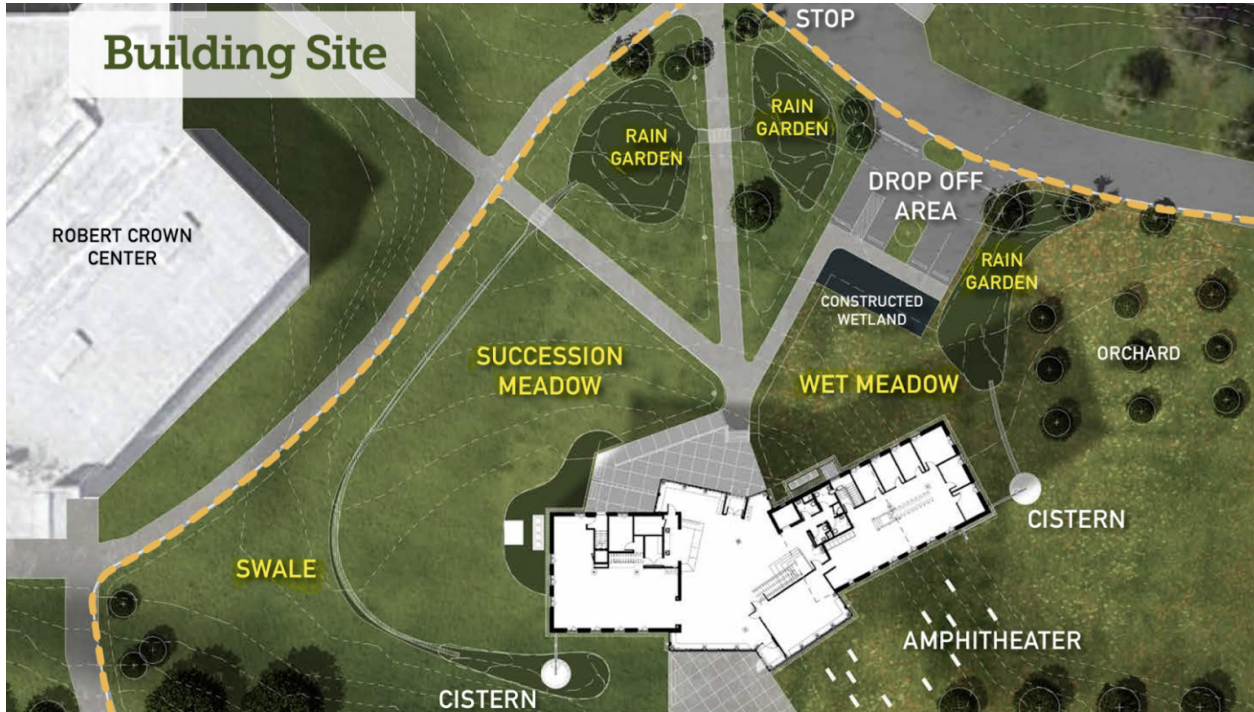 Building Site
STOP
RAIN
GARDEN
RAIN
GARDEN
DROP OFF
AREA
ROBERT CROWN
CENTER
RAIN
GARDEN
CONSTRUCTED
WETLAND
ORCHARD
SUCCESSION
MEADOW
WET MEADOW
CISTERN
SWALE
AMPHITHEATER
CISTERN